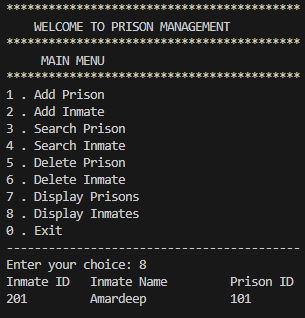 ******************************************
WELCOME TO PRISON MANAGEMENT
******************************************
MAIN MENU
******************************************
1 . Add Prison
2 . Add Inmate
3 . Search Prison
4 . Search Inmate
5 . Delete Prison
6 . Delete Inmate
7 . Display Prisons
8 . Display Inmates
0 . Exit
------------------------------------------
Enter your choice: 8
Inmate ID Inmate Name Prison ID
201 Amardeep 101